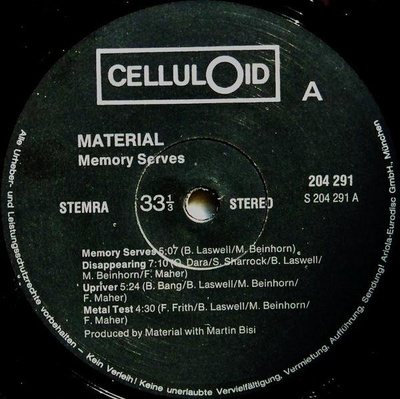 CELLULOID
A
MATERIAL
Memory Serves
204 291
STEMRA 33 1/3 STEREO S 204 291 A
Memory Serves 5:07 (B. Laswell/M. Beinhorn)
Disappearing 7:10 (O. Dara/S. Sharrock/B. Laswell/
M. Beinhorn/F. Maher)
Upriver 5:24 (B. Bang/B. Laswell/M. Beinhorn/
F. Maher)
Metal Test 4:30 (F. Frith/B. Laswell/M. Beinhorn/
F. Maher)
Produced by Material with Martin Bisi
Alle Urheber- und Leistungsschutzrechte vorbehalten – Kein Verleih! Keine unerlaubte Vervielfältigung, Vermietung, Aufführung, Sendung! Ariola-Eurodisc GmbH., München